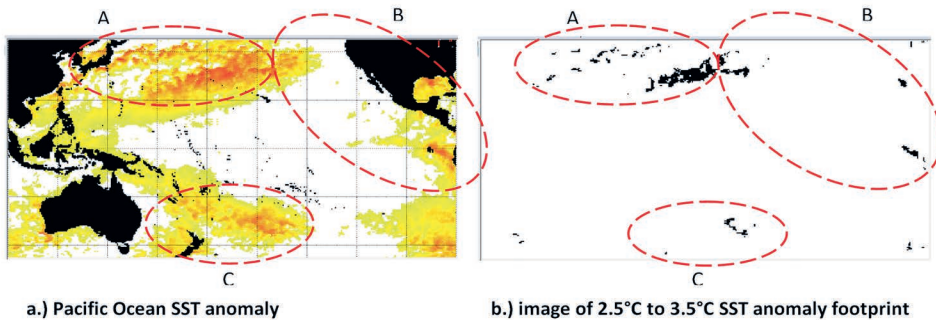 A
B
A
B
C
C
a.) Pacific Ocean SST anomaly
b.) image of 2.5°C to 3.5°C SST anomaly footprint